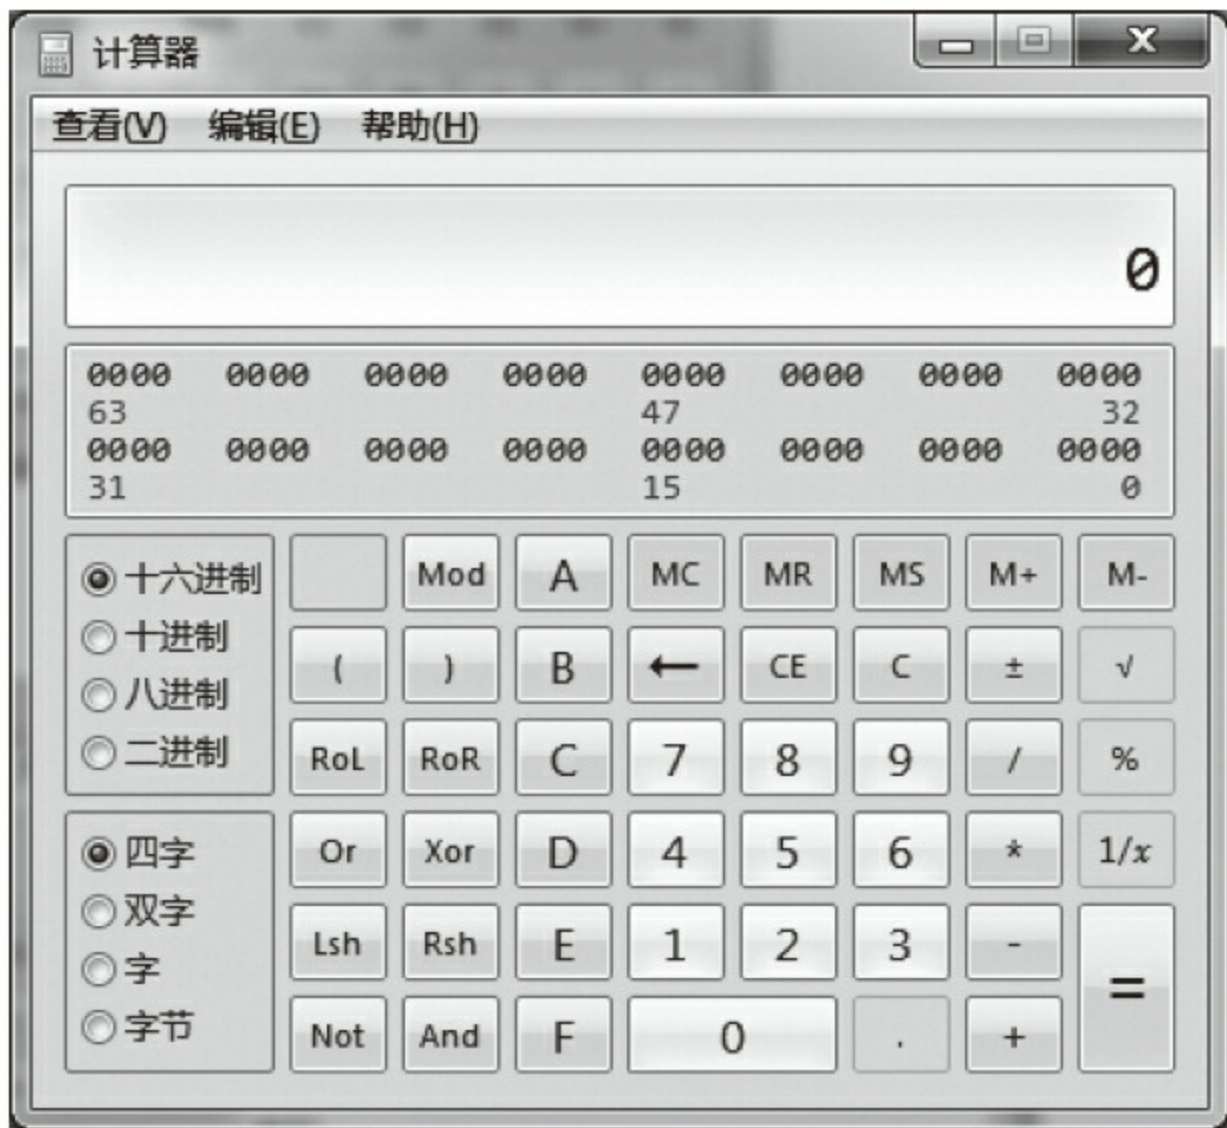 计算器
查看(V) 编辑(E) 帮助(H)
0
0000 0000 0000 0000 0000 0000 0000 0000
63 47 32
0000 0000 0000 0000 0000 0000 0000 0000
31 15 0
十六进制 Mod A MC MR MS M+ M-
十进制
八进制
二进制
( ) B ← CE C ± √
RoL RoR C 7 8 9 / %
四字 Or Xor D 4 5 6 * 1/x
双字
字
字节
Lsh Rsh E 1 2 3 - =
Not And F 0 . +